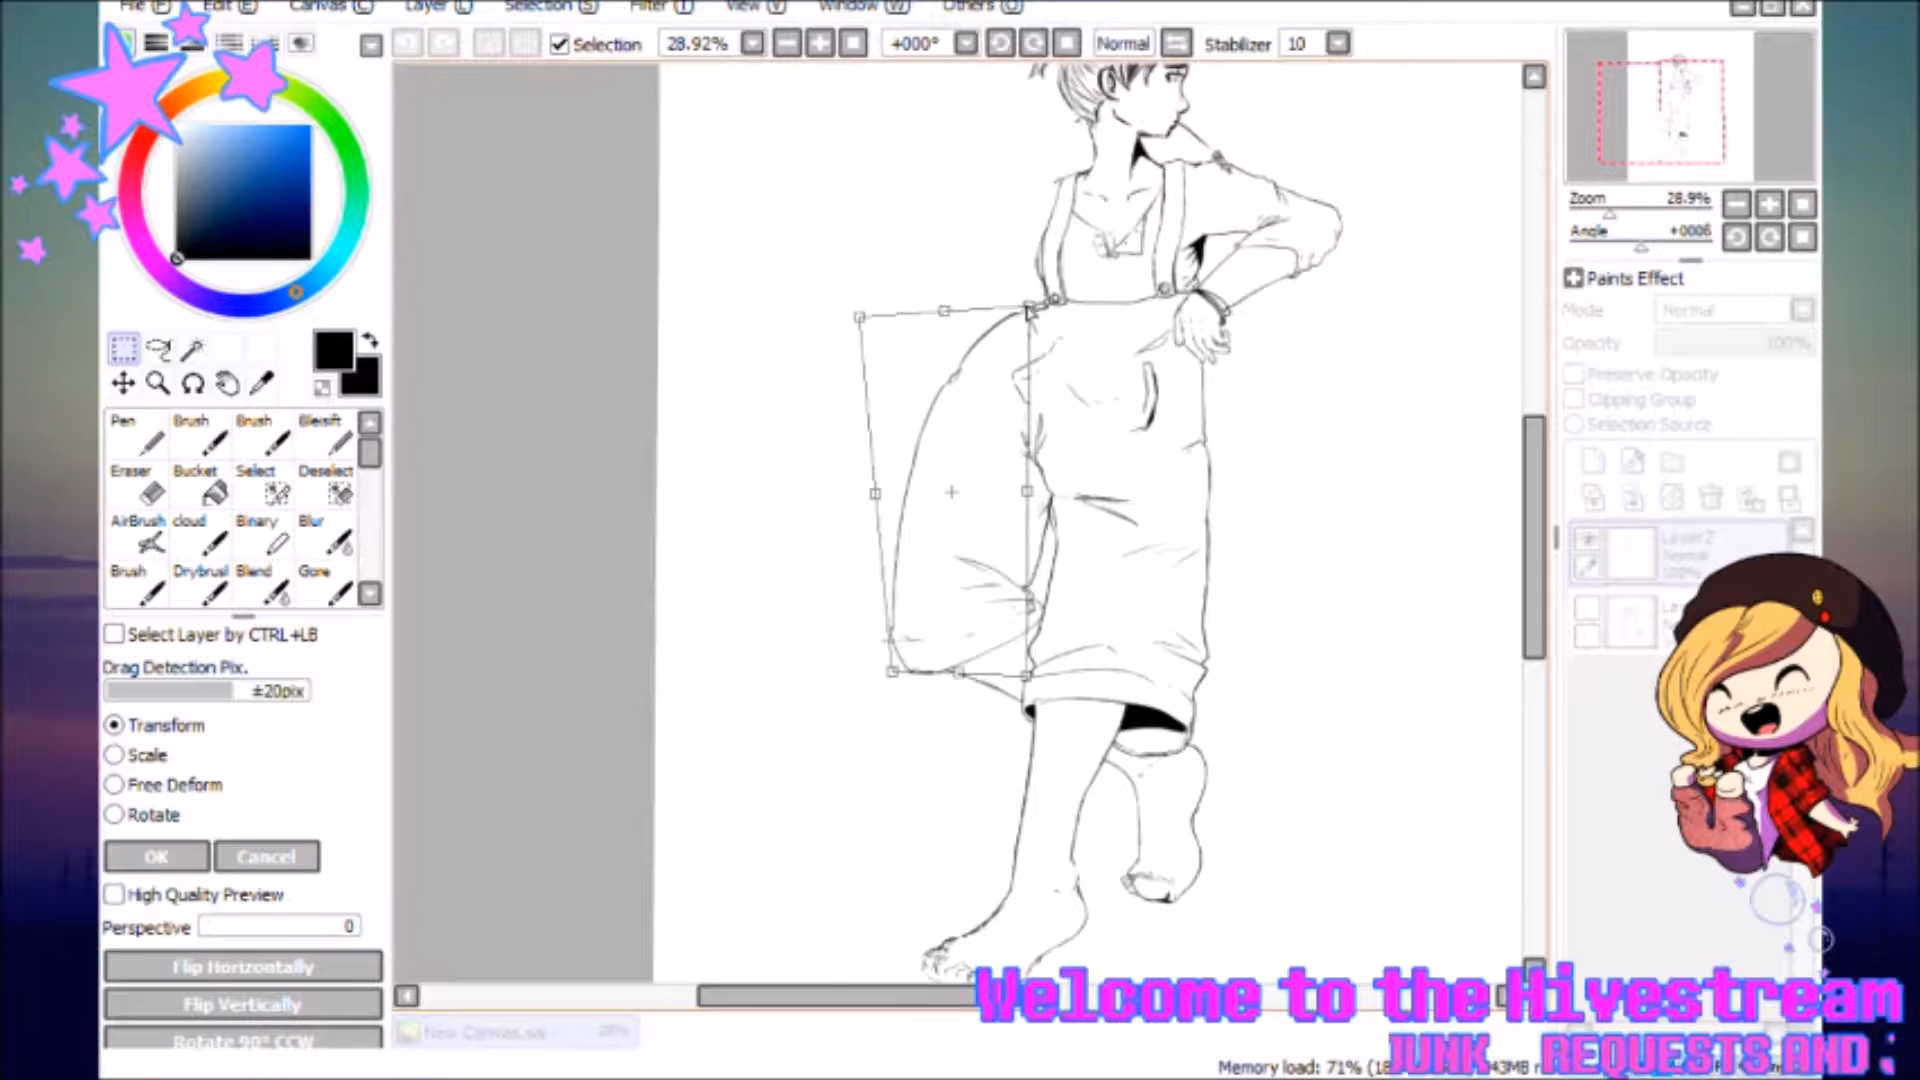 File (F) Edit (E) Canvas (C) Layer (L) Selection (S) Filter (T) View (V) Window (W) Others (O)
Selection 28.92% +000° Normal Stabilizer 10
Zoom 28.9%
Angle +000ß
Paints Effect
Mode Normal
Opacity 100%
Preserve Opacity
Clipping Group
Selection Source
Pen Brush Brush Bleistift
Eraser Bucket Select Deselect
AirBrush cloud Binary Blur
Brush Drybrusl Blend Gore
Layer2
Normal
100%
Select Layer by CTRL+LB
Drag Detection Pix.
±20pix
Transform
Scale
Free Deform
Rotate
OK Cancel
High Quality Preview
Perspective 0
Flip Horizontally
Flip Vertically
Rotate 90° CCW
New Canvas.sai 28%
Welcome to the Hivestream
JUNK REQUESTS AND
Memory load: 71% (18